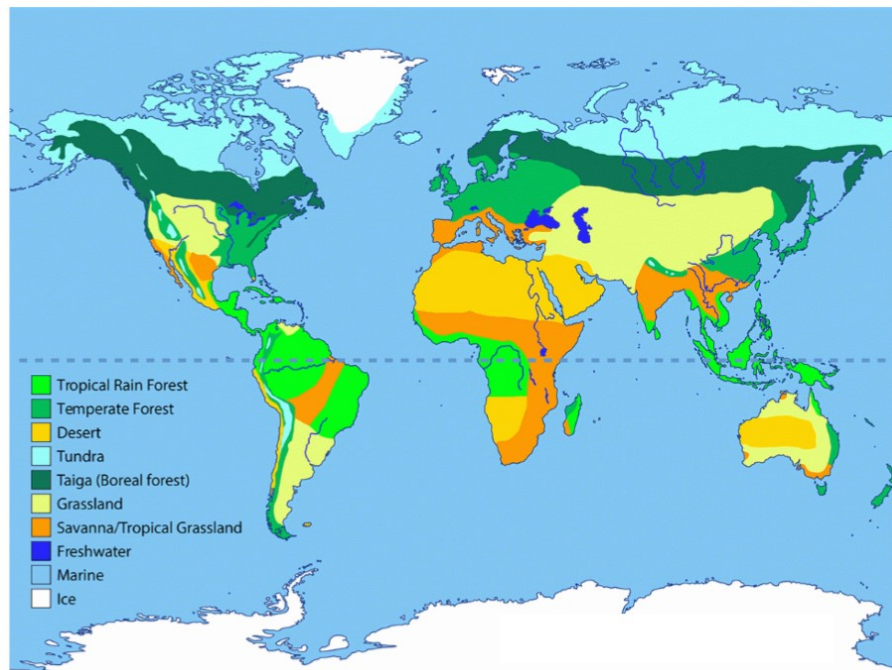 Tropical Rain Forest
Temperate Forest
Desert
Tundra
Taiga (Boreal forest)
Grassland
Savanna/Tropical Grassland
Freshwater
Marine
Ice